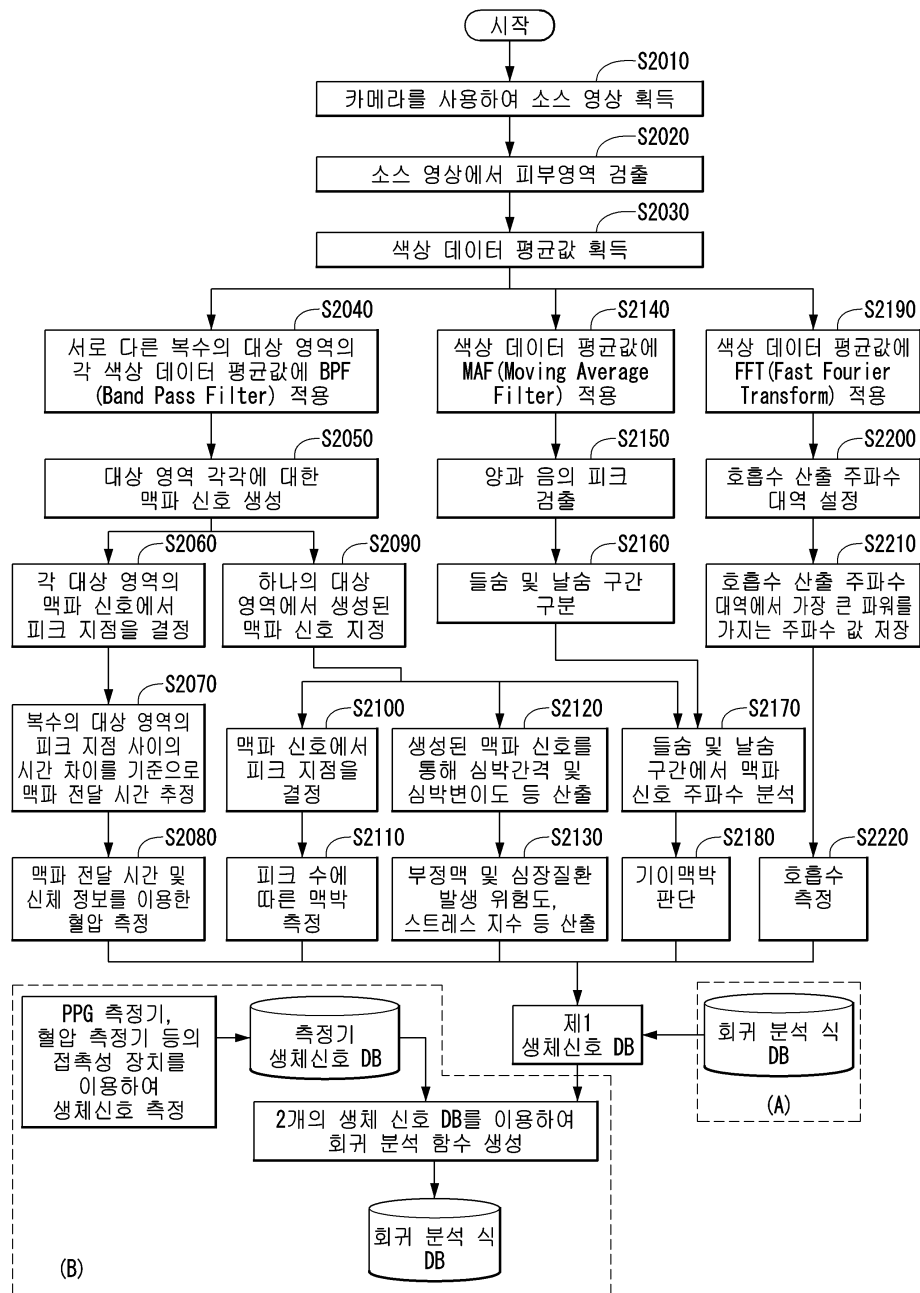 시작
S2010
카메라를 사용하여 소스 영상 획득
S2020
소스 영상에서 피부영역 검출
S2030
색상 데이터 평균값 획득
S2040
서로 다른 복수의 대상 영역의
각 색상 데이터 평균값에 BPF
(Band Pass Filter) 적용
S2140
색상 데이터 평균값에
MAF(Moving Average
Filter) 적용
S2190
색상 데이터 평균값에
FFT(Fast Fourier
Transform) 적용
S2050
대상 영역 각각에 대한
맥파 신호 생성
S2150
양과 음의 피크
검출
S2200
호흡수 산출 주파수
대역 설정
S2060
각 대상 영역의
맥파 신호에서
피크 지점을 결정
S2090
하나의 대상
영역에서 생성된
맥파 신호 지정
S2160
들숨 및 날숨 구간
구분
S2210
호흡수 산출 주파수
대역에서 가장 큰 파워를
가지는 주파수 값 저장
S2070
복수의 대상 영역의
피크 지점 사이의
시간 차이를 기준으로
맥파 전달 시간 추정
S2100
맥파 신호에서
피크 지점을
결정
S2120
생성된 맥파 신호를
통해 심박간격 및
심박변이도 등 산출
S2170
들숨 및 날숨
구간에서 맥파
신호 주파수 분석
S2080
맥파 전달 시간 및
신체 정보를 이용한
혈압 측정
S2110
피크 수에
따른 맥박
측정
S2130
부정맥 및 심장질환
발생 위험도,
스트레스 지수 등 산출
S2180
기이맥박
판단
S2220
호흡수
측정
PPG 측정기,
혈압 측정기 등의
접촉성 장치를
이용하여
생체신호 측정
측정기
생체신호 DB
제1
생체신호 DB
회귀 분석 식
DB
(A)
2개의 생체 신호 DB를 이용하여
회귀 분석 함수 생성
회귀 분석 식
DB
(B)